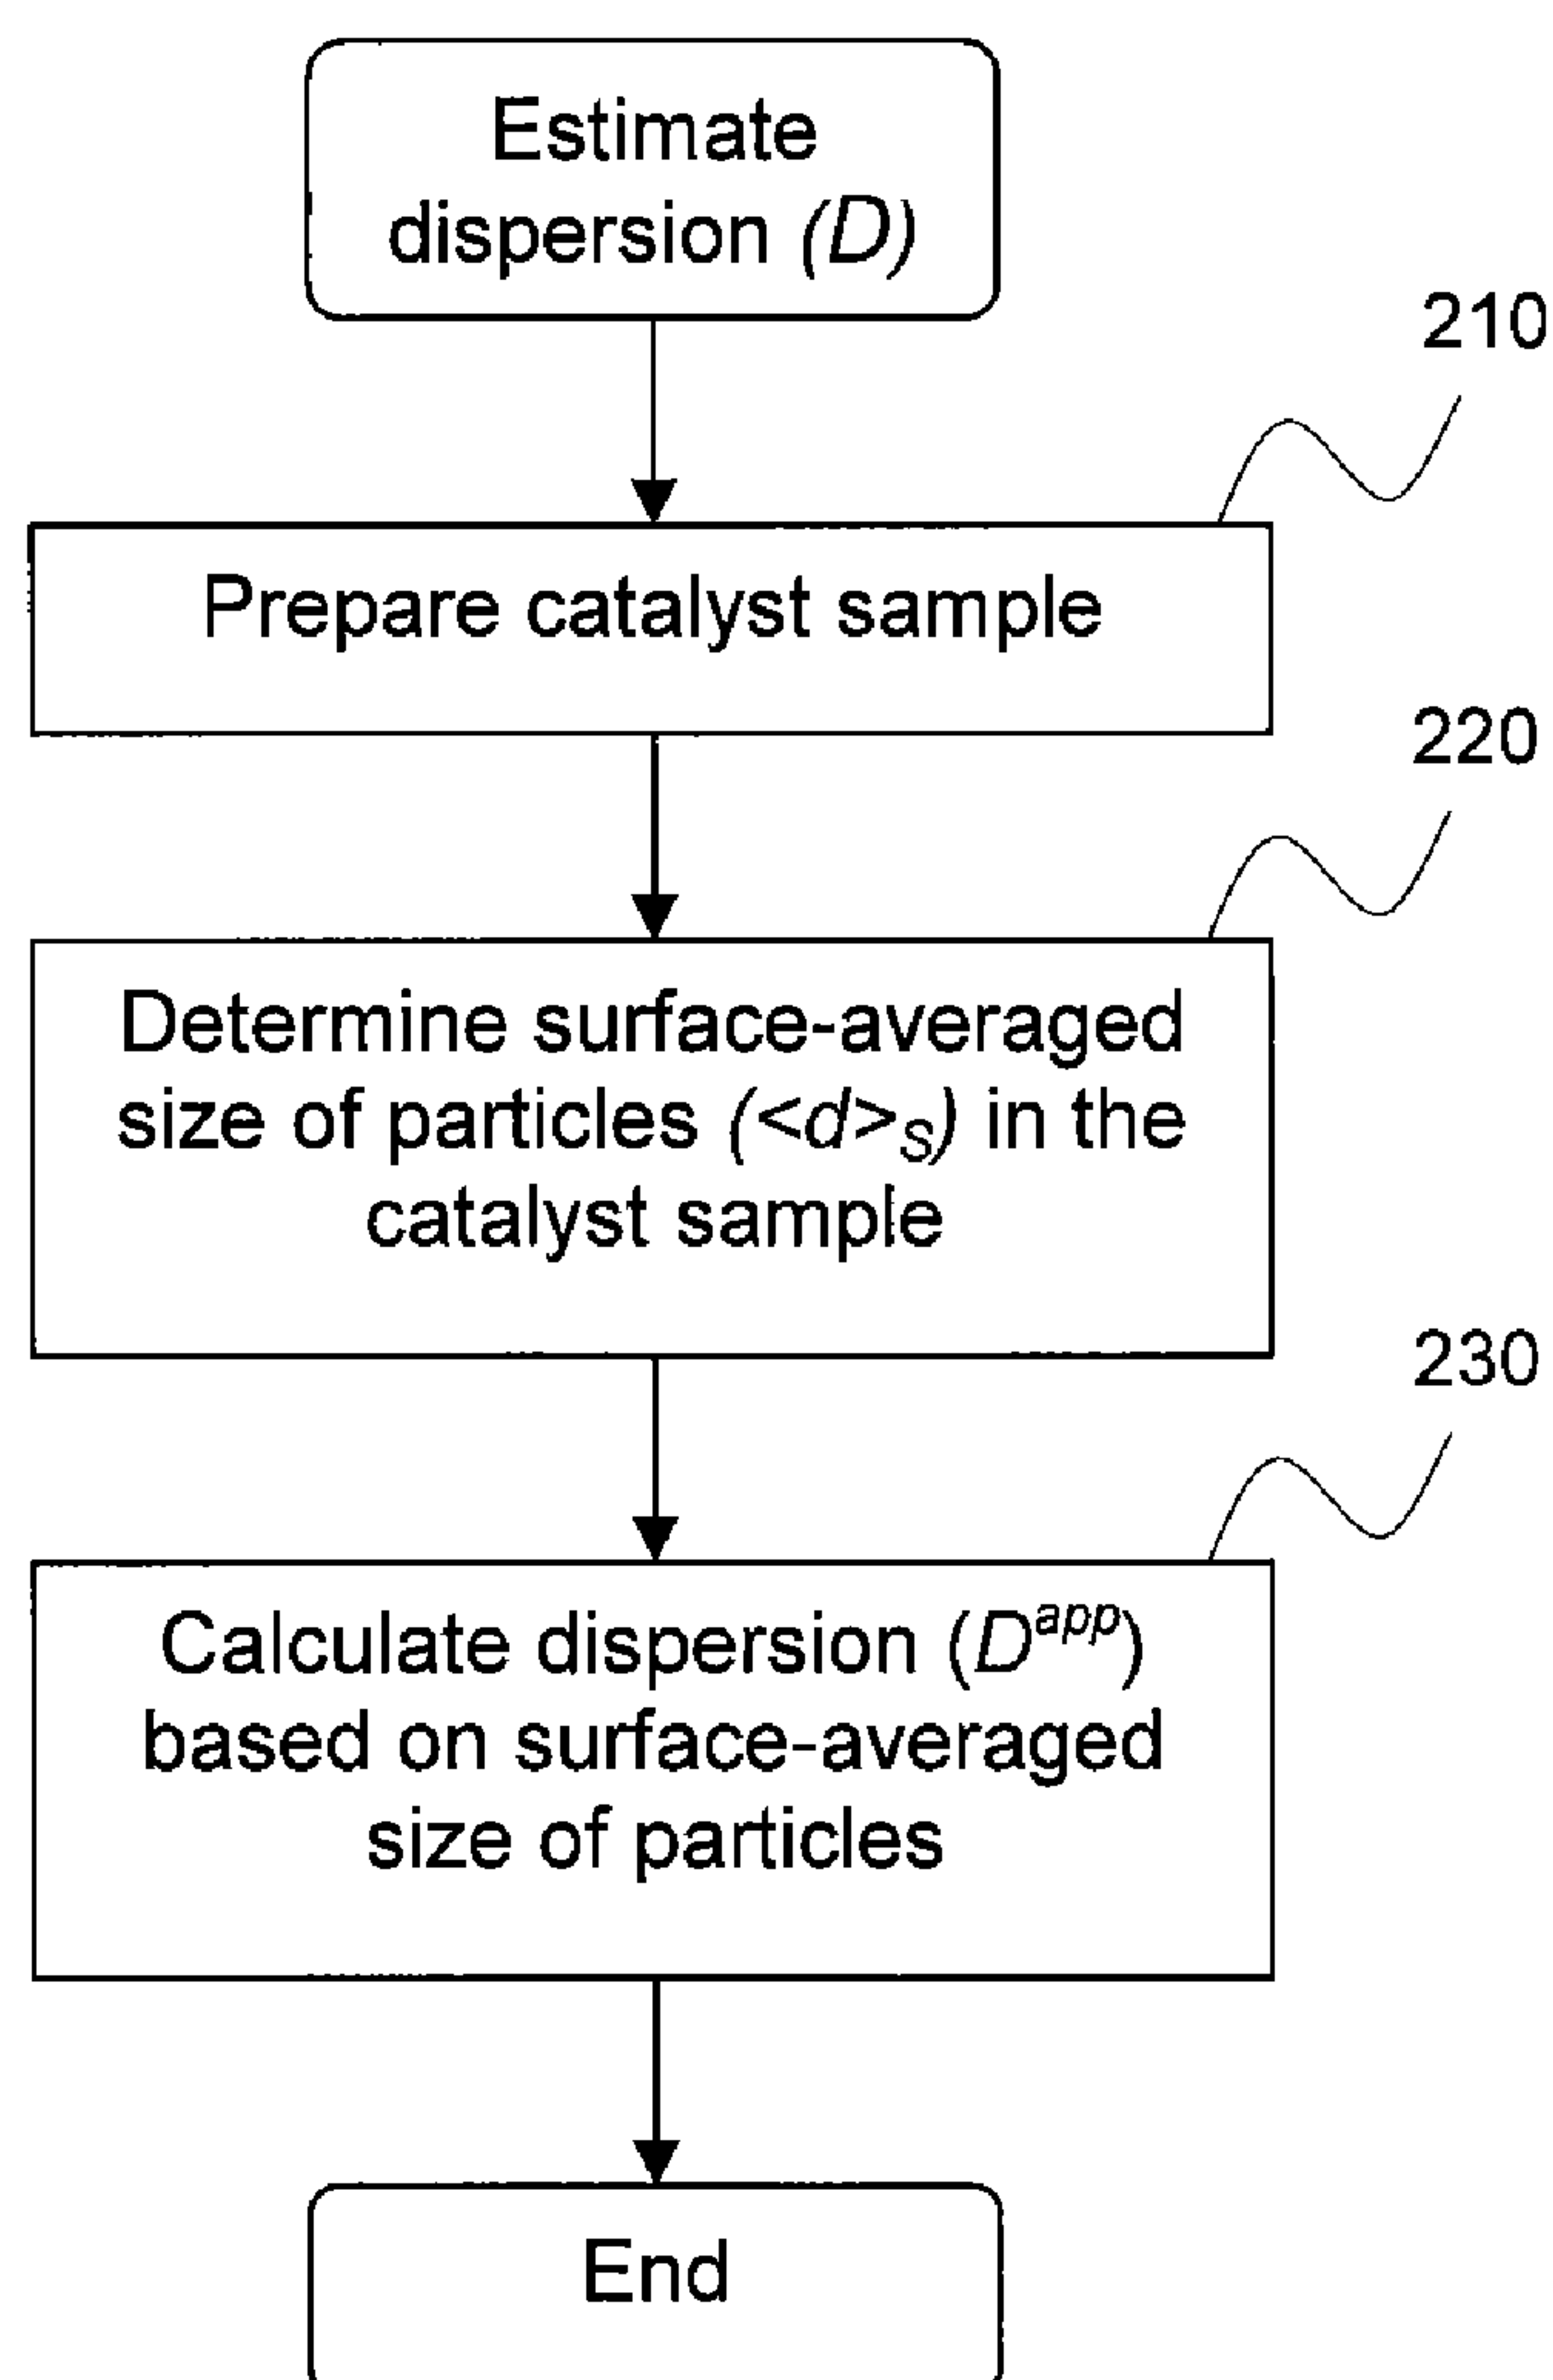 Estimate
dispersion (D)
210
Prepare catalyst sample
220
Determine surface-averaged
size of particles (<d>S) in the
catalyst sample
230
Calculate dispersion (D^app)
based on surface-averaged
size of particles
End